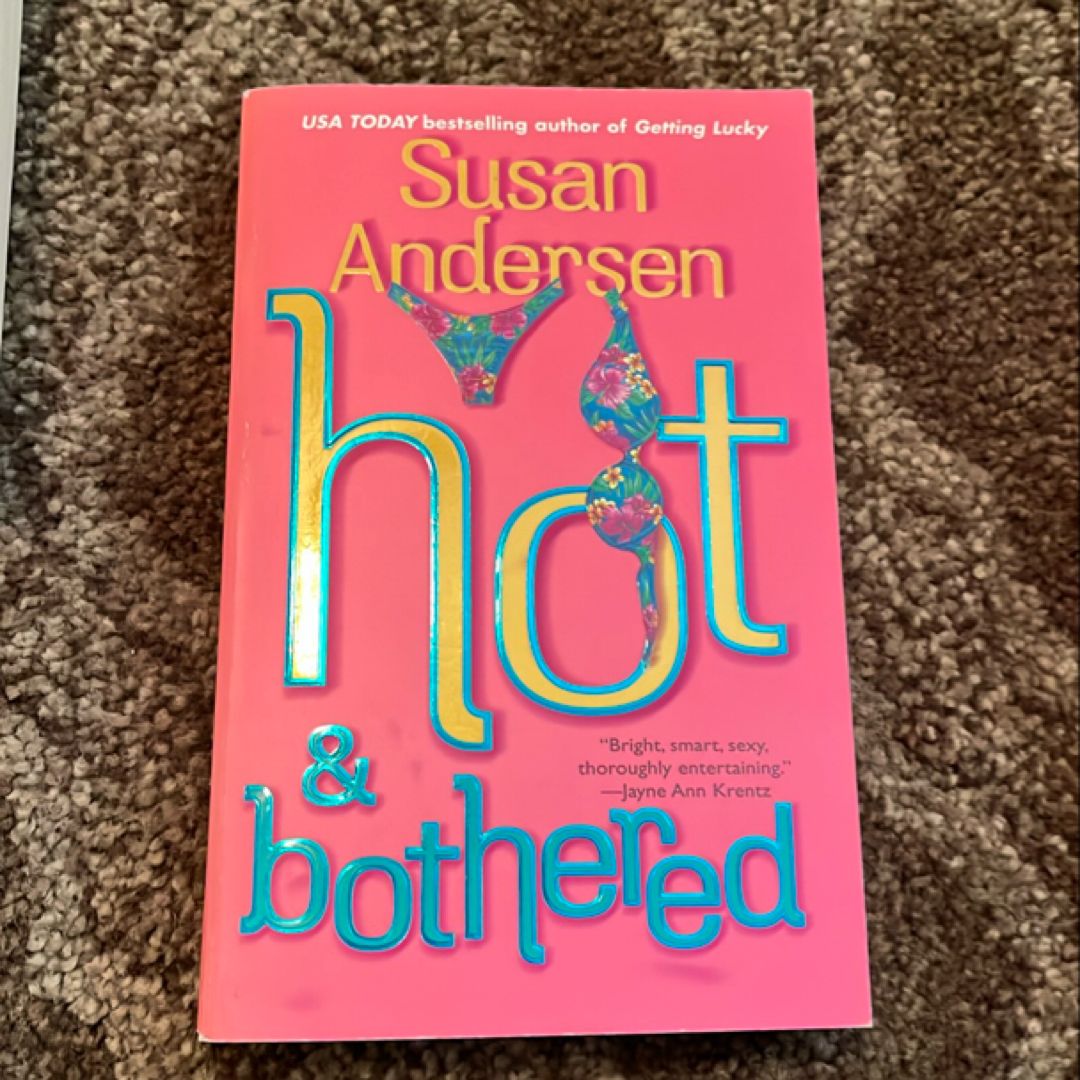 USA TODAY bestselling author of Getting Lucky
Susan
Andersen
hot
&
"Bright, smart, sexy,
thoroughly entertaining."
—Jayne Ann Krentz
bothered